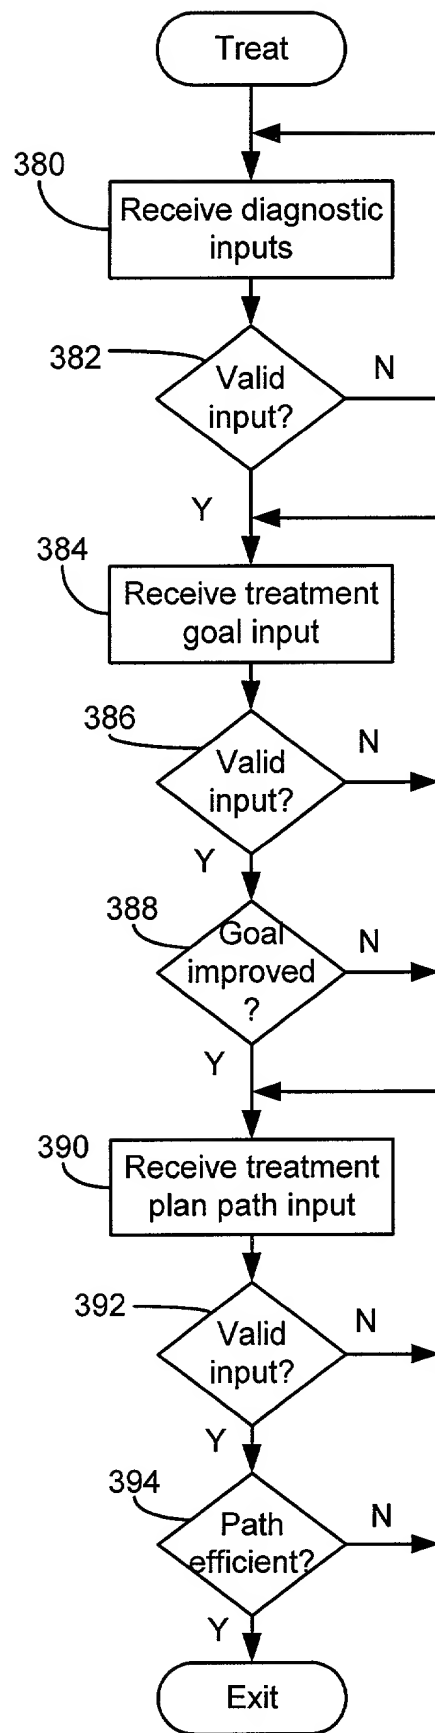 Treat
380
Receive diagnostic
inputs
382
Valid
input?
N
Y
384
Receive treatment
goal input
386
Valid
input?
N
Y
388
Goal
improved
?
N
Y
390
Receive treatment
plan path input
392
Valid
input?
N
Y
394
Path
efficient?
N
Y
Exit